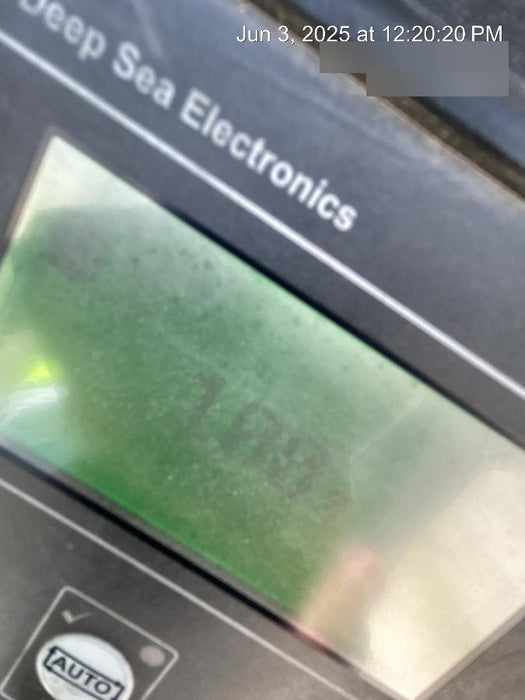 Jun 3, 2025 at 12:20:20 PM
Deep Sea Electronics
AUTO